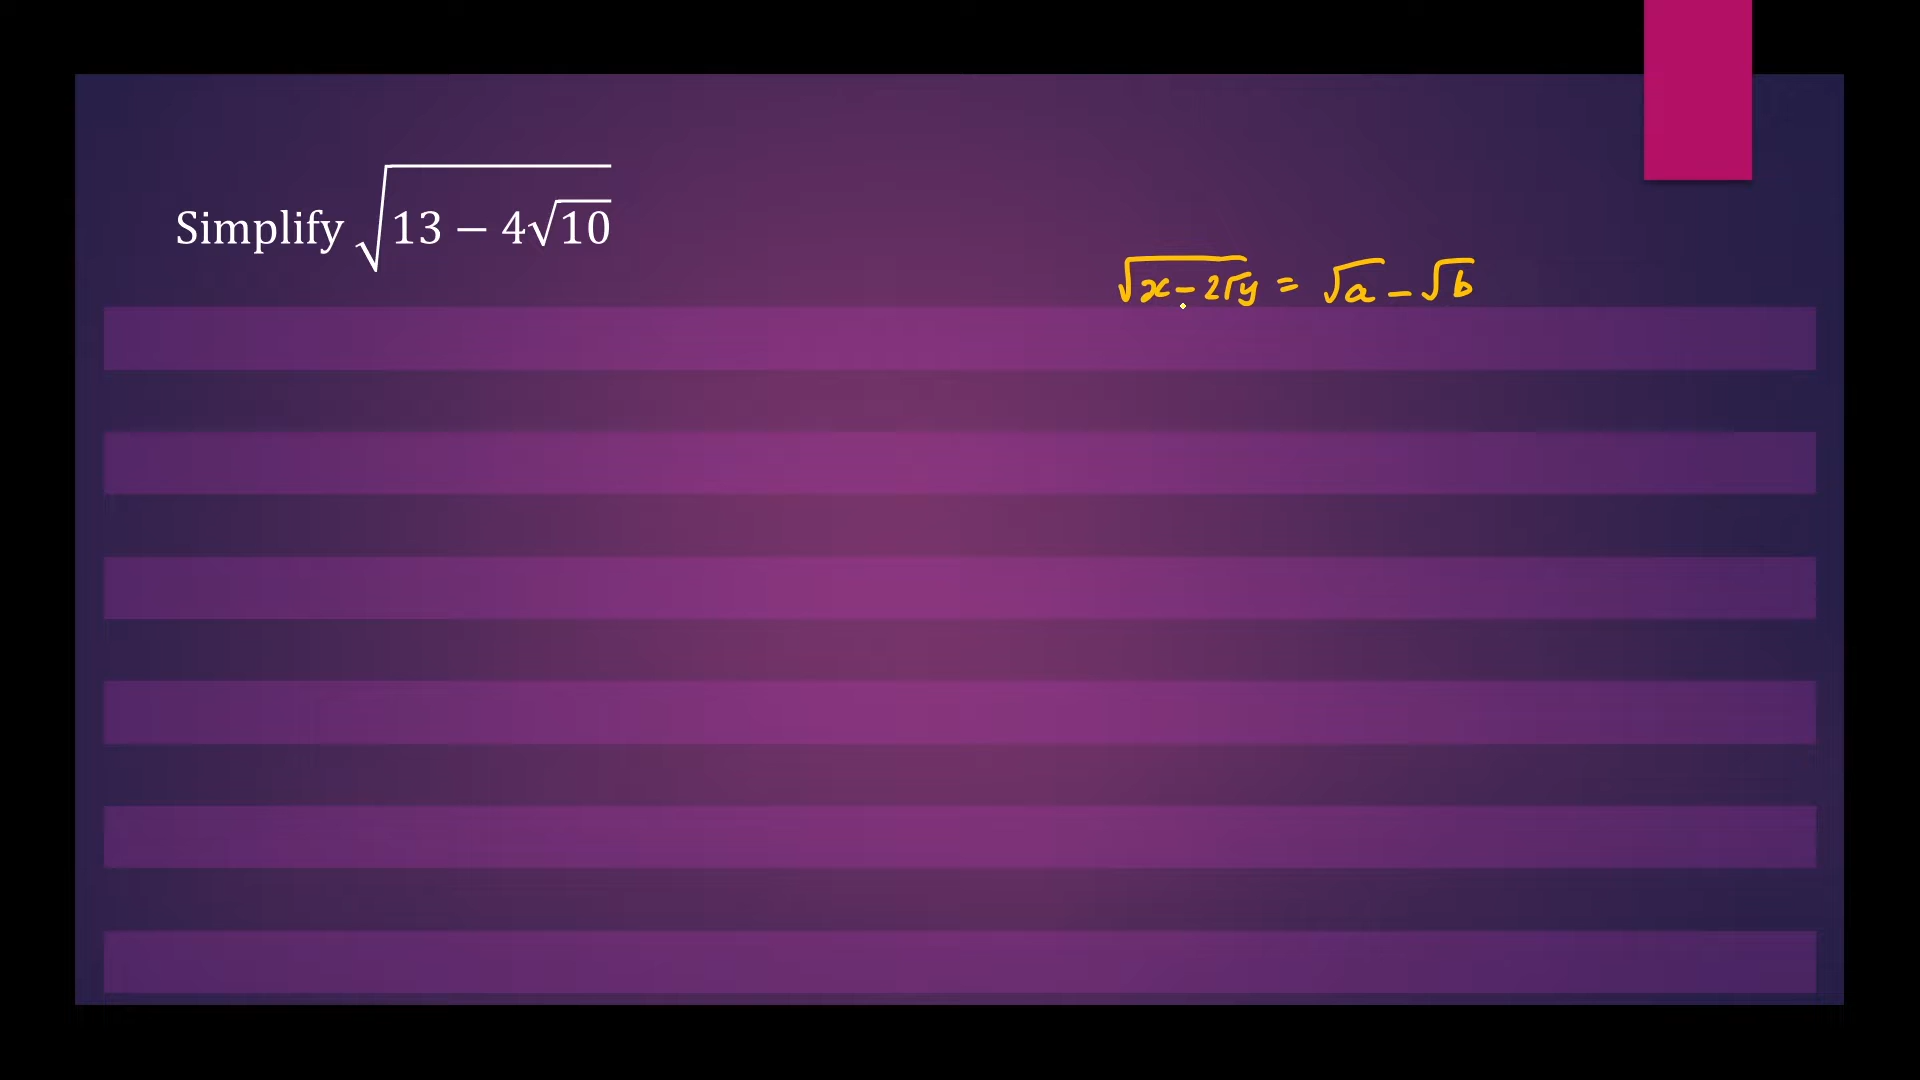 Simplify √(13 − 4√10)
√(x − 2√y) = √a − √b